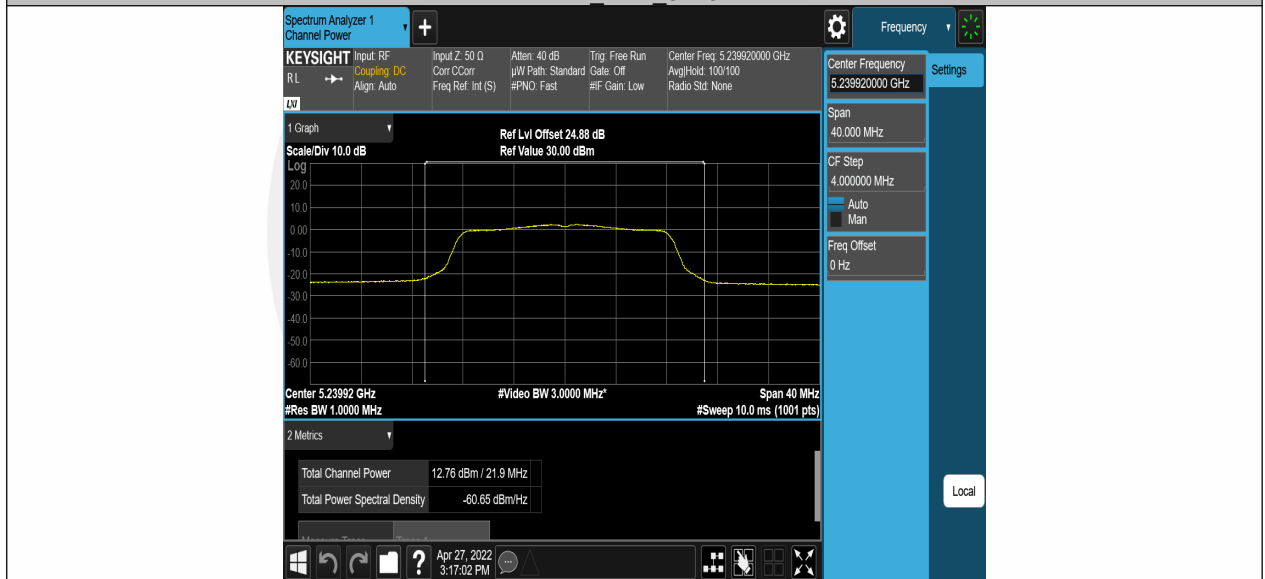 Spectrum Analyzer 1
Channel Power
+
Frequency
KEYSIGHT
RL
LXI
Input: RF
Coupling: DC
Align: Auto
Input Z: 50 Ω
Corr CCorr
Freq Ref: Int (S)
Atten: 40 dB
µW Path: Standard
#PNO: Fast
Trig: Free Run
Gate: Off
#IF Gain: Low
Center Freq: 5.239920000 GHz
Avg|Hold: 100/100
Radio Std: None
Center Frequency
5.239920000 GHz
Settings
Span
40.000 MHz
CF Step
4.000000 MHz
Auto
Man
Freq Offset
0 Hz
Local
1 Graph
Scale/Div 10.0 dB
Ref Lvl Offset 24.88 dB
Ref Value 30.00 dBm
Log
20.0
10.0
0.00
-10.0
-20.0
-30.0
-40.0
-50.0
-60.0
Center 5.23992 GHz
#Video BW 3.0000 MHz*
Span 40 MHz
#Res BW 1.0000 MHz
#Sweep 10.0 ms (1001 pts)
2 Metrics
Total Channel Power 12.76 dBm / 21.9 MHz
Total Power Spectral Density -60.65 dBm/Hz
?
Apr 27, 2022
3:17:02 PM